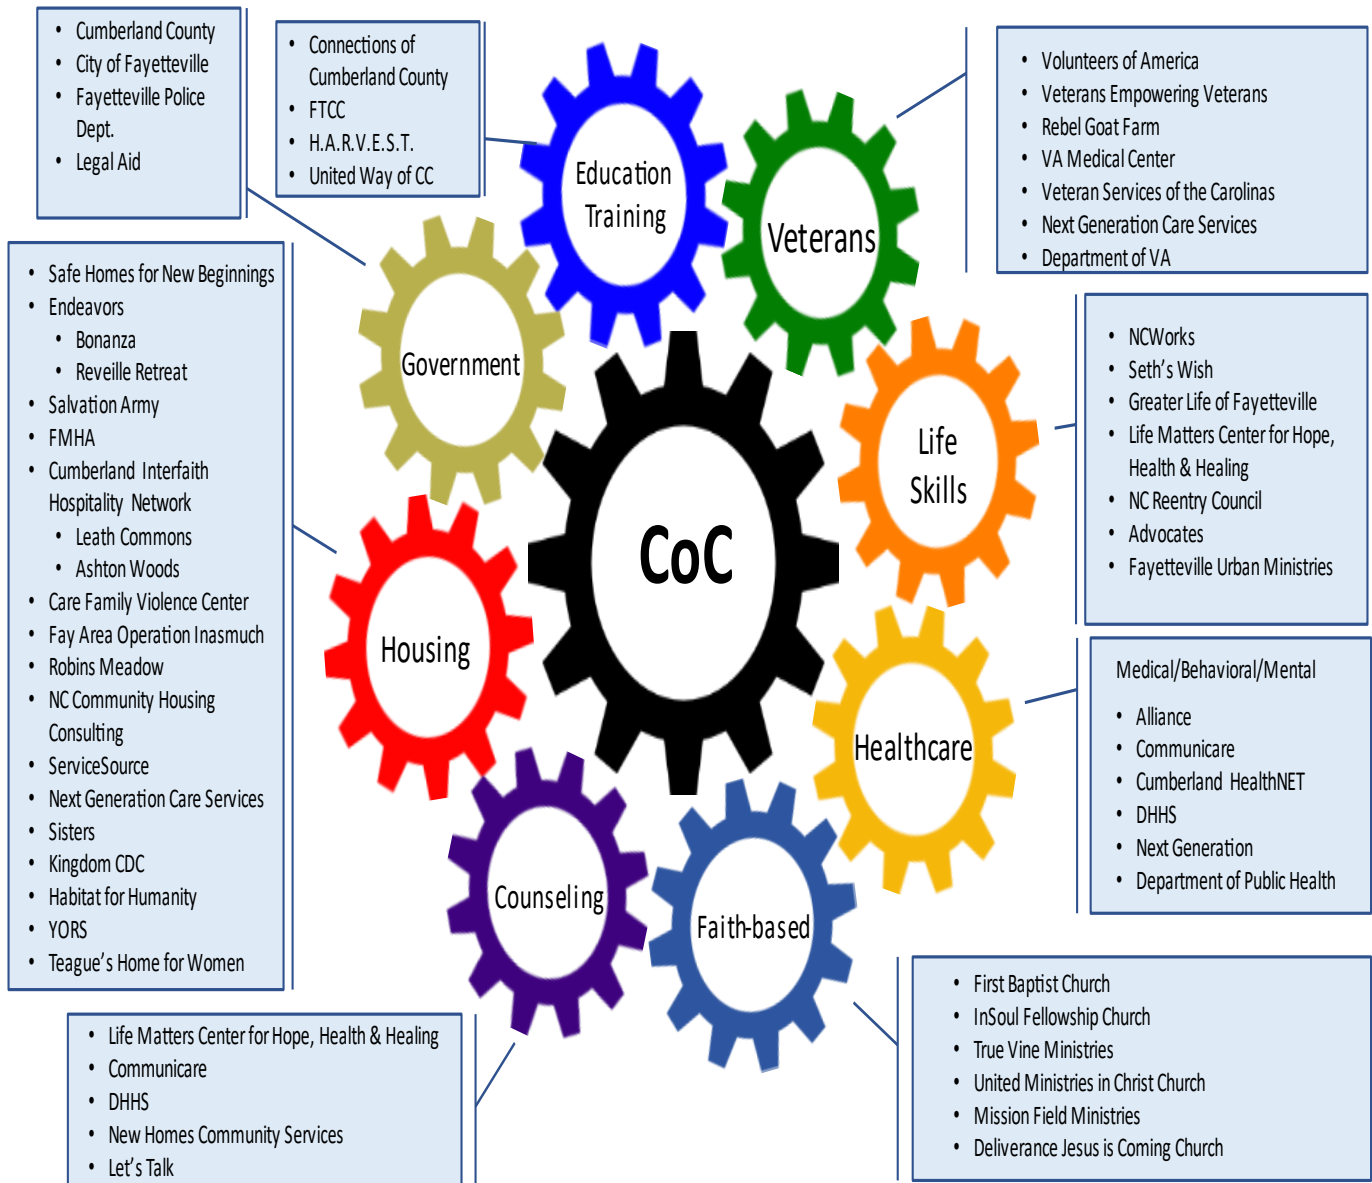 • Cumberland County
• City of Fayetteville
• Fayetteville Police
Dept.
• Legal Aid
• Connections of
Cumberland County
• FTCC
• H.A.R.V.E.S.T.
• United Way of CC
Education
Training
Veterans
• Volunteers of America
• Veterans Empowering Veterans
• Rebel Goat Farm
• VA Medical Center
• Veteran Services of the Carolinas
• Next Generation Care Services
• Department of VA
Government
• Safe Homes for New Beginnings
• Endeavors
• Bonanza
• Reveille Retreat
• Salvation Army
• FMHA
• Cumberland Interfaith
Hospitality Network
• Leath Commons
• Ashton Woods
• Care Family Violence Center
• Fay Area Operation Inasmuch
• Robins Meadow
• NC Community Housing
Consulting
• ServiceSource
• Next Generation Care Services
• Sisters
• Kingdom CDC
• Habitat for Humanity
• YORS
• Teague's Home for Women
Life
Skills
• NCWorks
• Seth's Wish
• Greater Life of Fayetteville
• Life Matters Center for Hope,
Health & Healing
• NC Reentry Council
• Advocates
• Fayetteville Urban Ministries
CoC
Housing
Healthcare
Medical/Behavioral/Mental
• Alliance
• Communicare
• Cumberland HealthNET
• DHHS
• Next Generation
• Department of Public Health
Counseling
Faith-based
• Life Matters Center for Hope, Health & Healing
• Communicare
• DHHS
• New Homes Community Services
• Let's Talk
• First Baptist Church
• InSoul Fellowship Church
• True Vine Ministries
• United Ministries in Christ Church
• Mission Field Ministries
• Deliverance Jesus is Coming Church